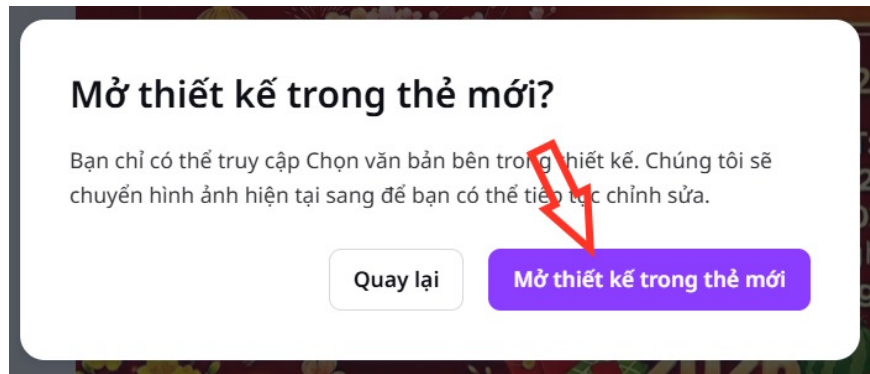 Mở thiết kế trong thẻ mới?
Bạn chỉ có thể truy cập Chọn văn bản bên trong thiết kế. Chúng tôi sẽ
chuyển hình ảnh hiện tại sang để bạn có thể tiếp tục chỉnh sửa.
Quay lại
Mở thiết kế trong thẻ mới